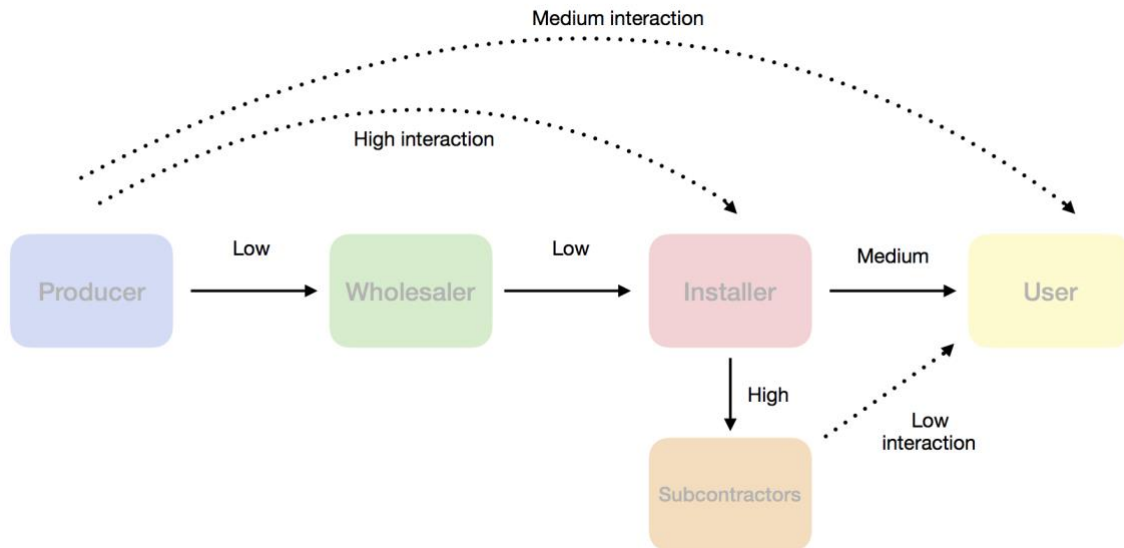 Medium interaction
High interaction
Low
Low
Medium
Producer
Wholesaler
Installer
User
High
Low
interaction
Subcontractors